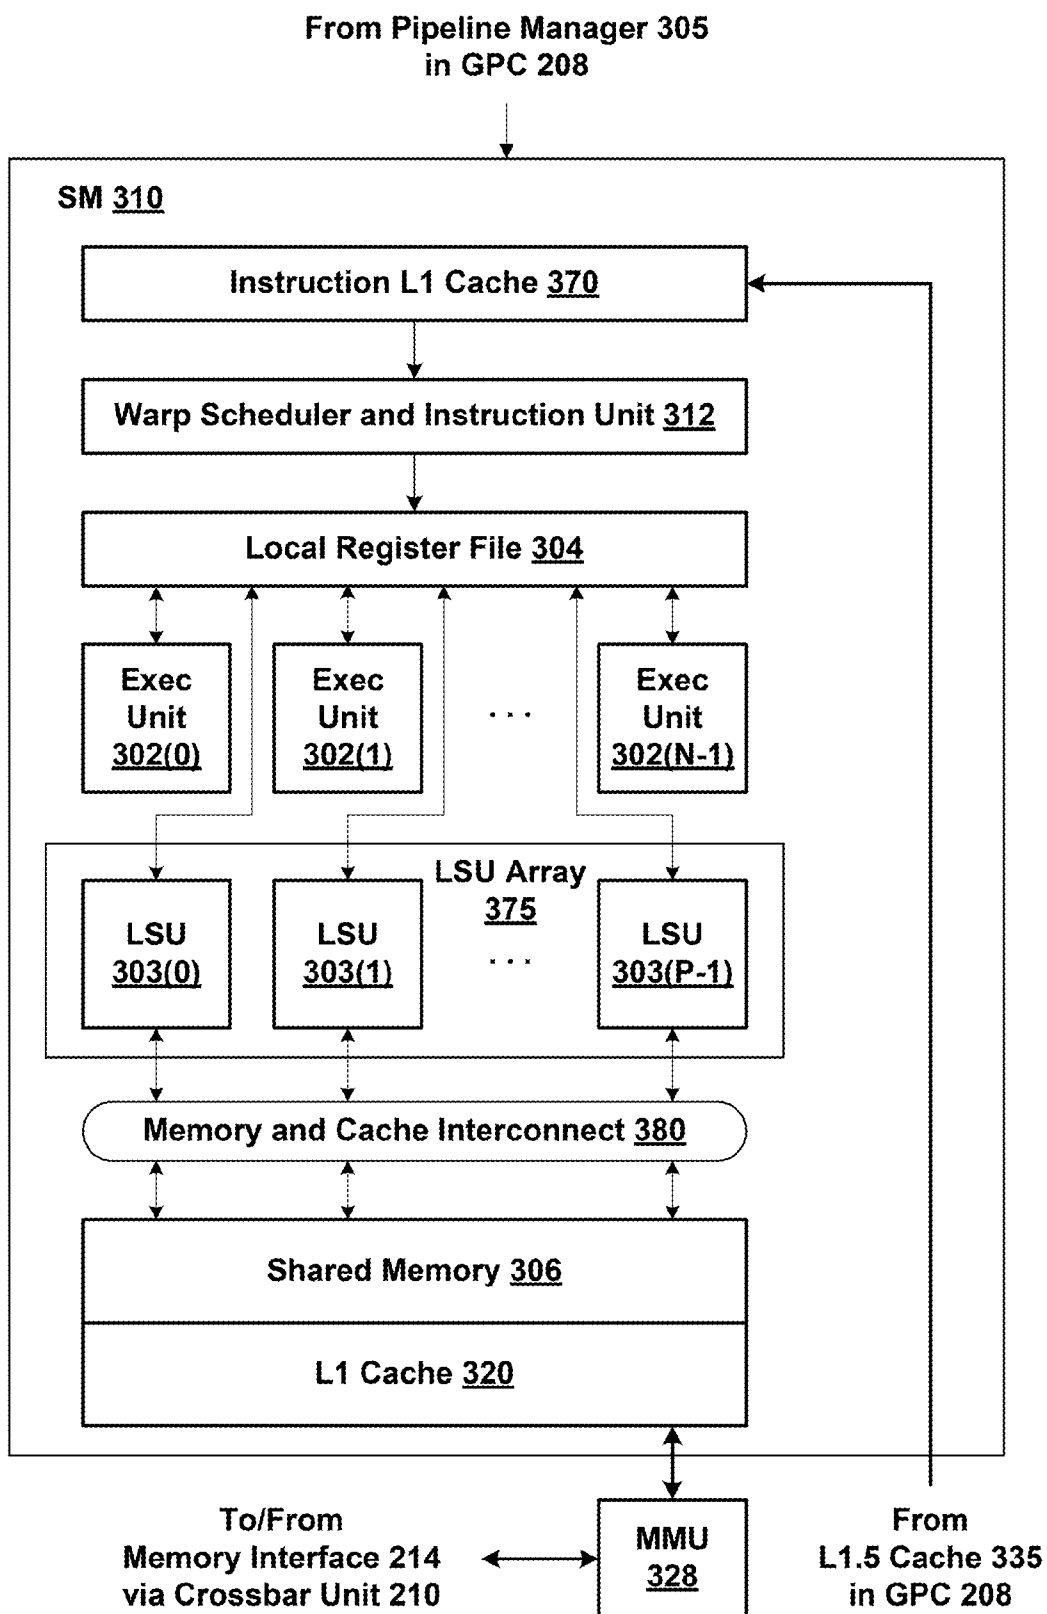 From Pipeline Manager 305
in GPC 208
SM 310
Instruction L1 Cache 370
Warp Scheduler and Instruction Unit 312
Local Register File 304
Exec
Unit
302(0)
Exec
Unit
302(1)
. . .
Exec
Unit
302(N-1)
LSU Array
375
LSU
303(0)
LSU
303(1)
. . .
LSU
303(P-1)
Memory and Cache Interconnect 380
Shared Memory 306
L1 Cache 320
To/From
Memory Interface 214
via Crossbar Unit 210
MMU
328
From
L1.5 Cache 335
in GPC 208